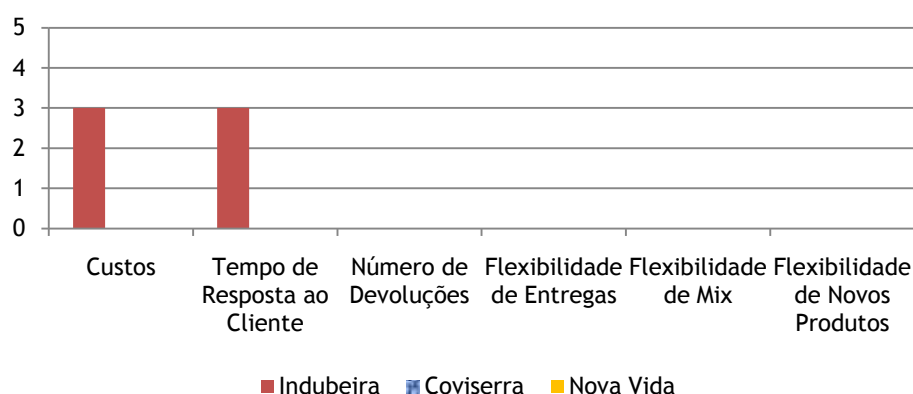 5
4
3
2
1
0
Custos
Tempo de
Resposta ao
Cliente
Número de
Devoluções
Flexibilidade
de Entregas
Flexibilidade
de Mix
Flexibilidade
de Novos
Produtos
Indubeira
Coviserra
Nova Vida